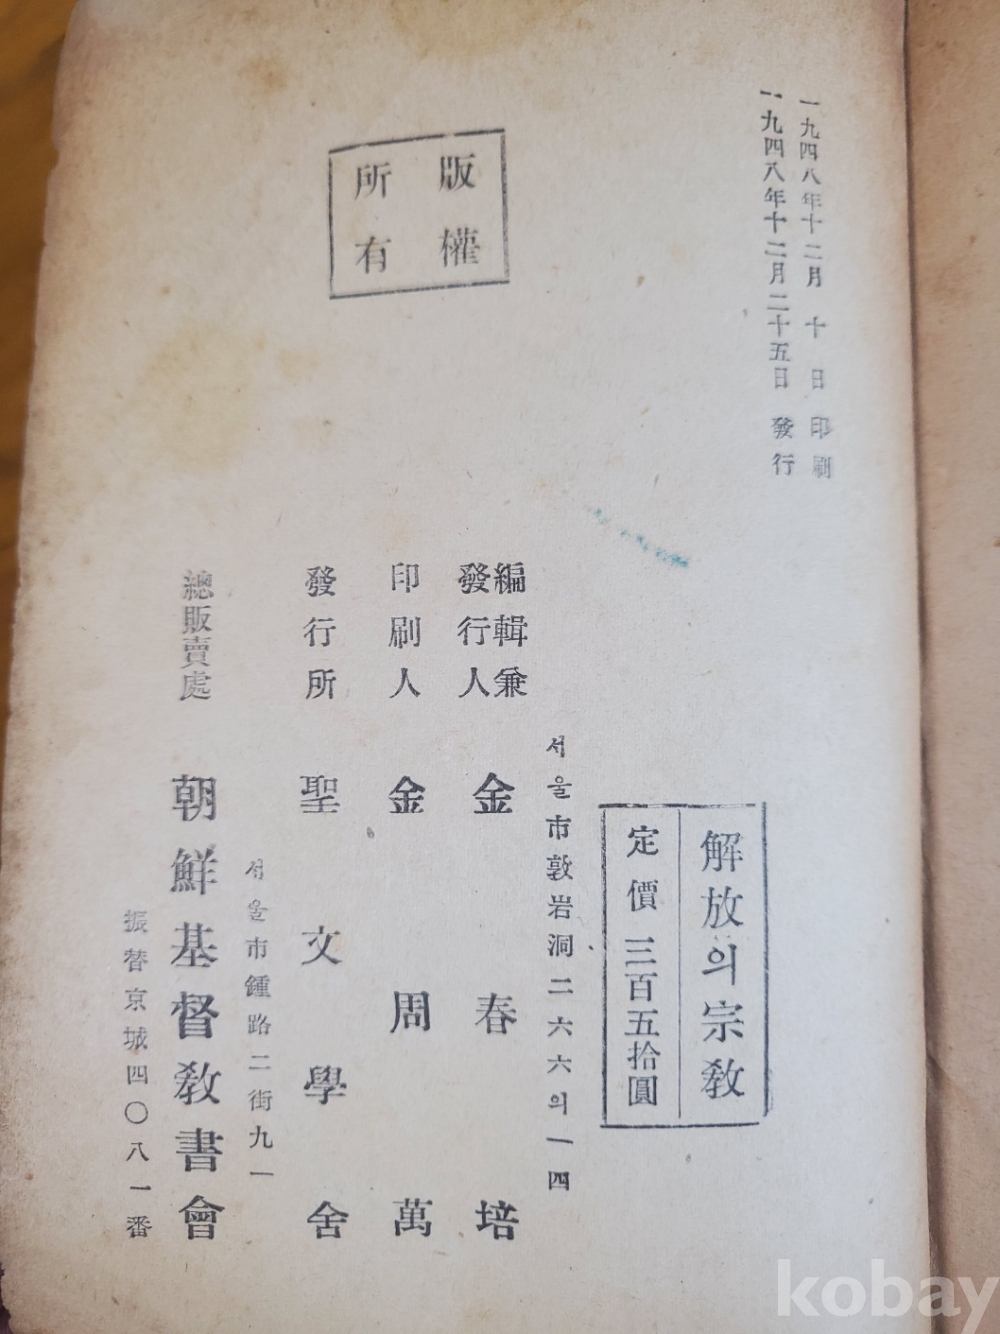 一九四八年十二月 十 日 印刷
一九四八年十二月二十五日 發行
版權
所有
解放의宗敎
定價 三百五拾圓
서울市敦岩洞二六六의一四
編輯兼
發行人 金春培
印刷人 金周萬
發行所 聖文學舍
서울市鍾路二街九一
總販賣處 朝鮮基督敎書會
振替京城四〇八一番
kobay